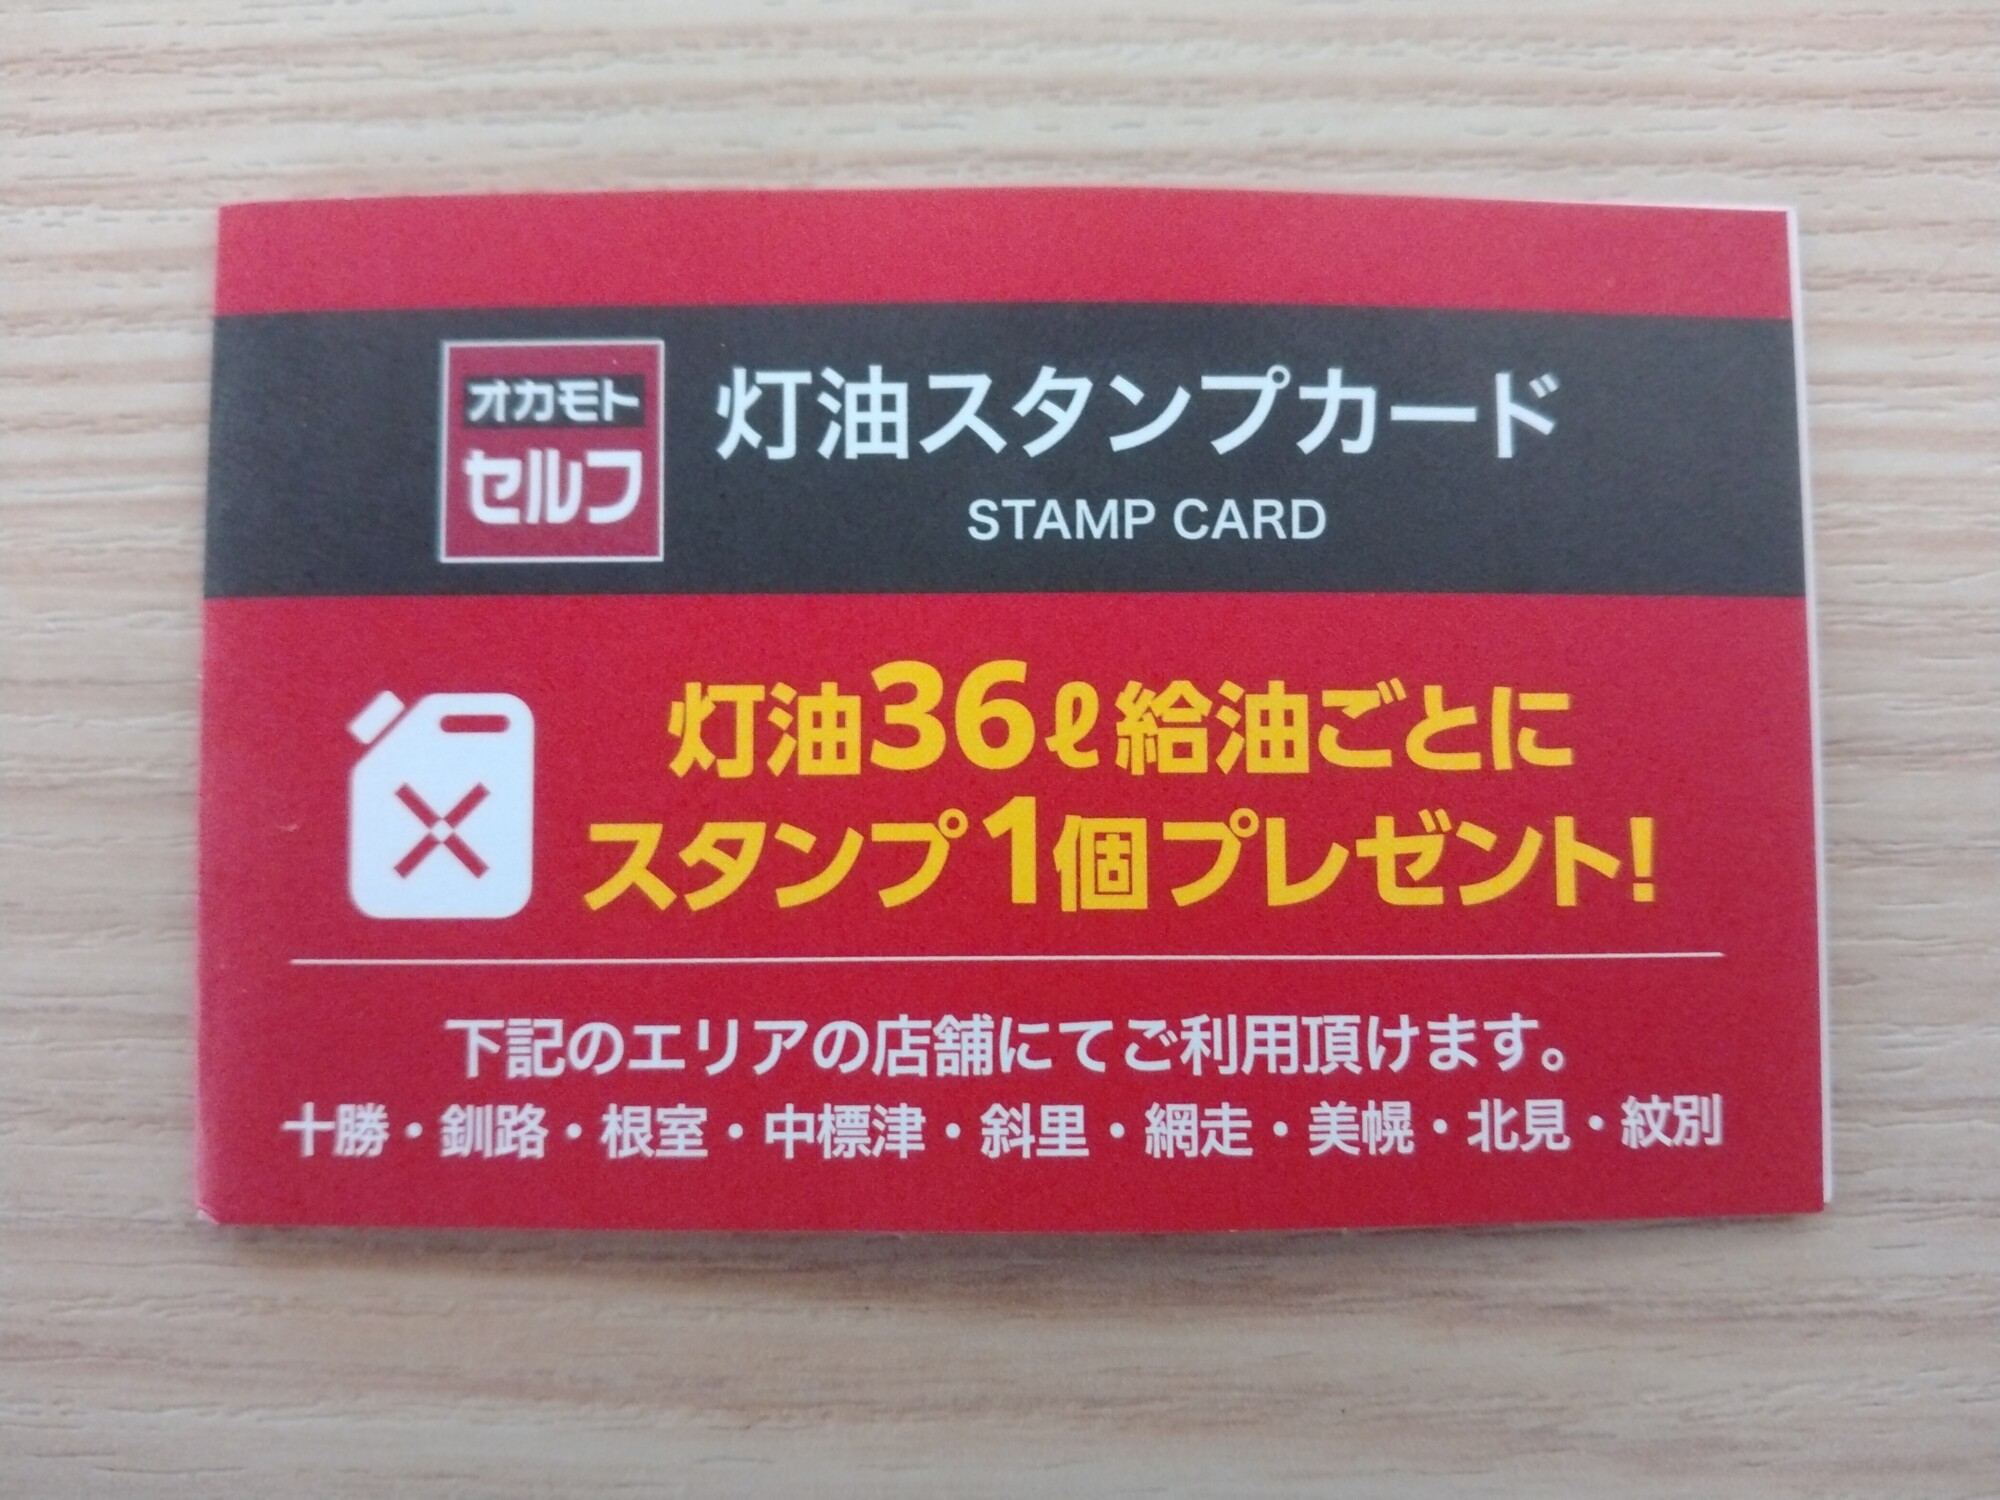 オカモト
セルフ
灯油スタンプカード
STAMP CARD
灯油36ℓ給油ごとに
スタンプ1個プレゼント!
下記のエリアの店舗にてご利用頂けます。
十勝・釧路・根室・中標津・斜里・網走・美幌・北見・紋別